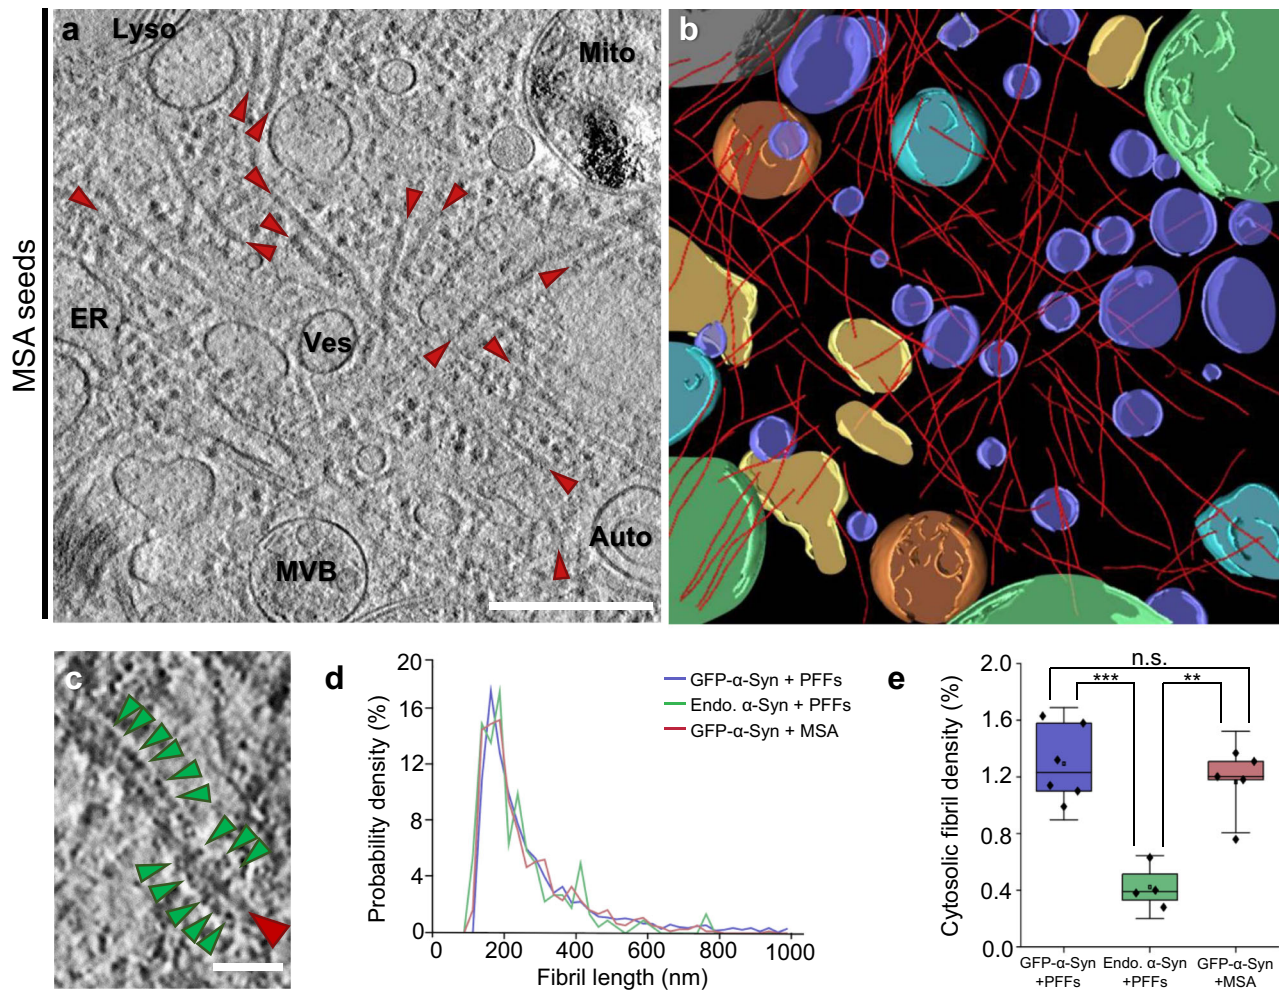 MSA seeds
a
Lyso
Mito
ER
Ves
MVB
Auto
b
c
d
20
16
12
8
4
0
0
200
400
600
800
1000
Probability density (%)
Fibril length (nm)
GFP-α-Syn + PFFs
Endo. α-Syn + PFFs
GFP-α-Syn + MSA
e
2.0
1.6
1.2
0.8
0.4
0.0
Cytosolic fibril density (%)
n.s.
***
**
GFP-α-Syn
+PFFs
Endo. α-Syn
+PFFs
GFP-α-Syn
+MSA